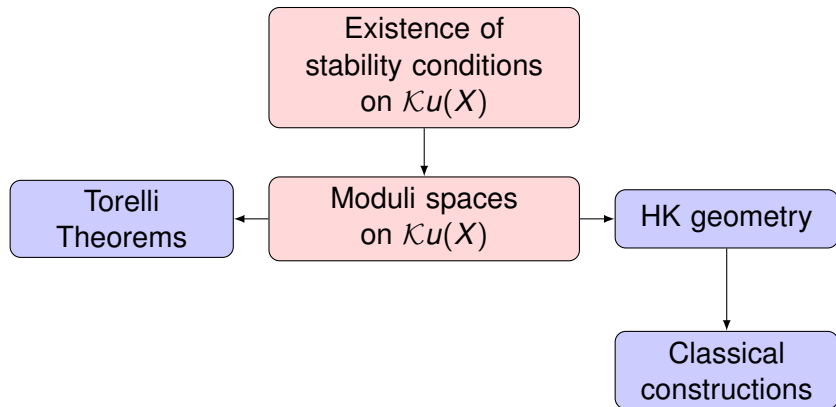 Existence of
stability conditions
on 𝒦u(X)
Torelli
Theorems
Moduli spaces
on 𝒦u(X)
HK geometry
Classical
constructions